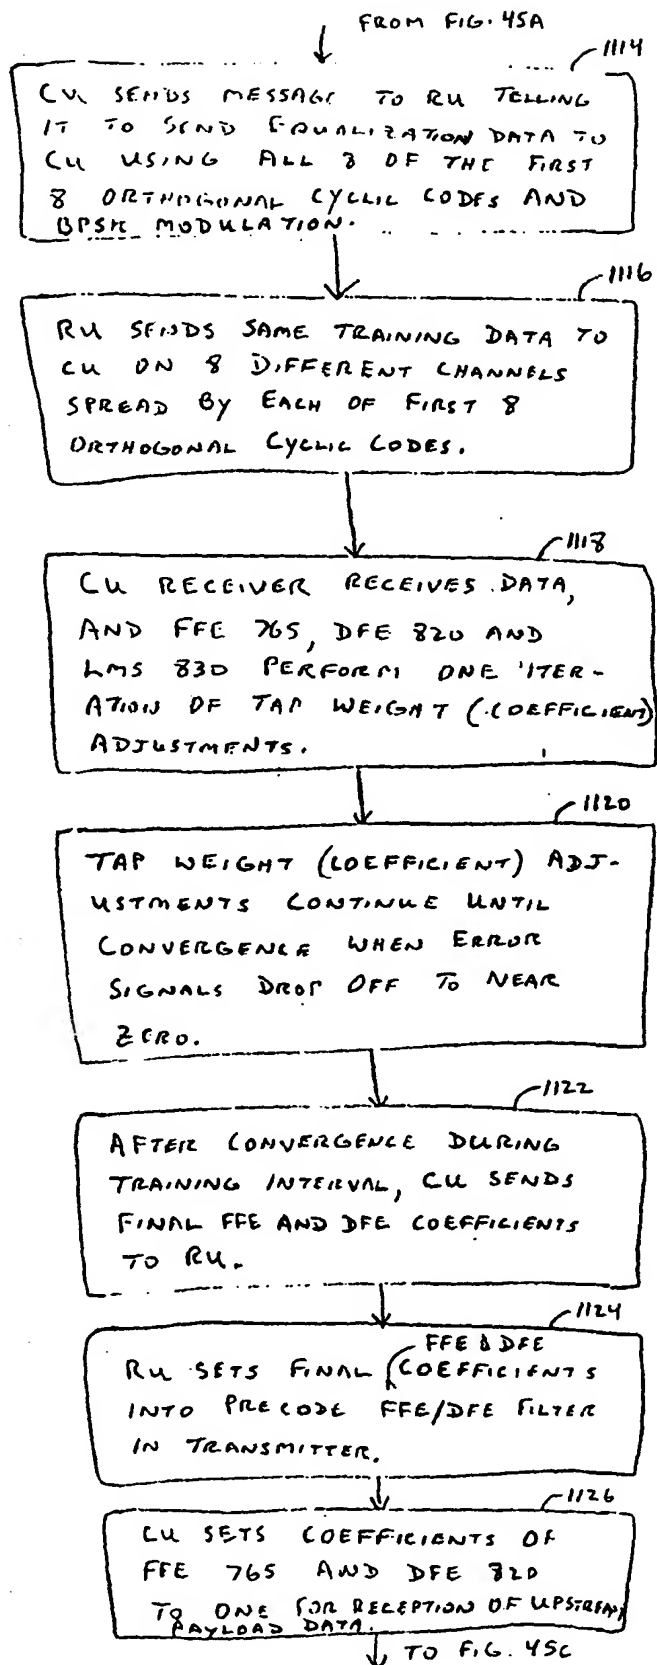 FROM FIG. 45A
1114
CU SENDS MESSAGE TO RU TELLING
IT TO SEND EQUALIZATION DATA TO
CU USING ALL 8 OF THE FIRST
8 ORTHOGONAL CYCLIC CODES AND
BPSK MODULATION.
1116
RU SENDS SAME TRAINING DATA TO
CU ON 8 DIFFERENT CHANNELS
SPREAD BY EACH OF FIRST 8
ORTHOGONAL CYCLIC CODES.
1118
CU RECEIVER RECEIVES DATA,
AND FFE 765, DFE 820 AND
LMS 830 PERFORM ONE ITER-
ATION OF TAP WEIGHT (COEFFICIENT)
ADJUSTMENTS.
1120
TAP WEIGHT (COEFFICIENT) ADJ-
USTMENTS CONTINUE UNTIL
CONVERGENCE WHEN ERROR
SIGNALS DROP OFF TO NEAR
ZERO.
1122
AFTER CONVERGENCE DURING
TRAINING INTERVAL, CU SENDS
FINAL FFE AND DFE COEFFICIENTS
TO RU.
1124
FFE & DFE
RU SETS FINAL COEFFICIENTS
INTO PRECODE FFE/DFE FILTER
IN TRANSMITTER.
1126
CU SETS COEFFICIENTS OF
FFE 765 AND DFE 820
TO ONE FOR RECEPTION OF UPSTREAM
PAYLOAD DATA.
TO FIG. 45C